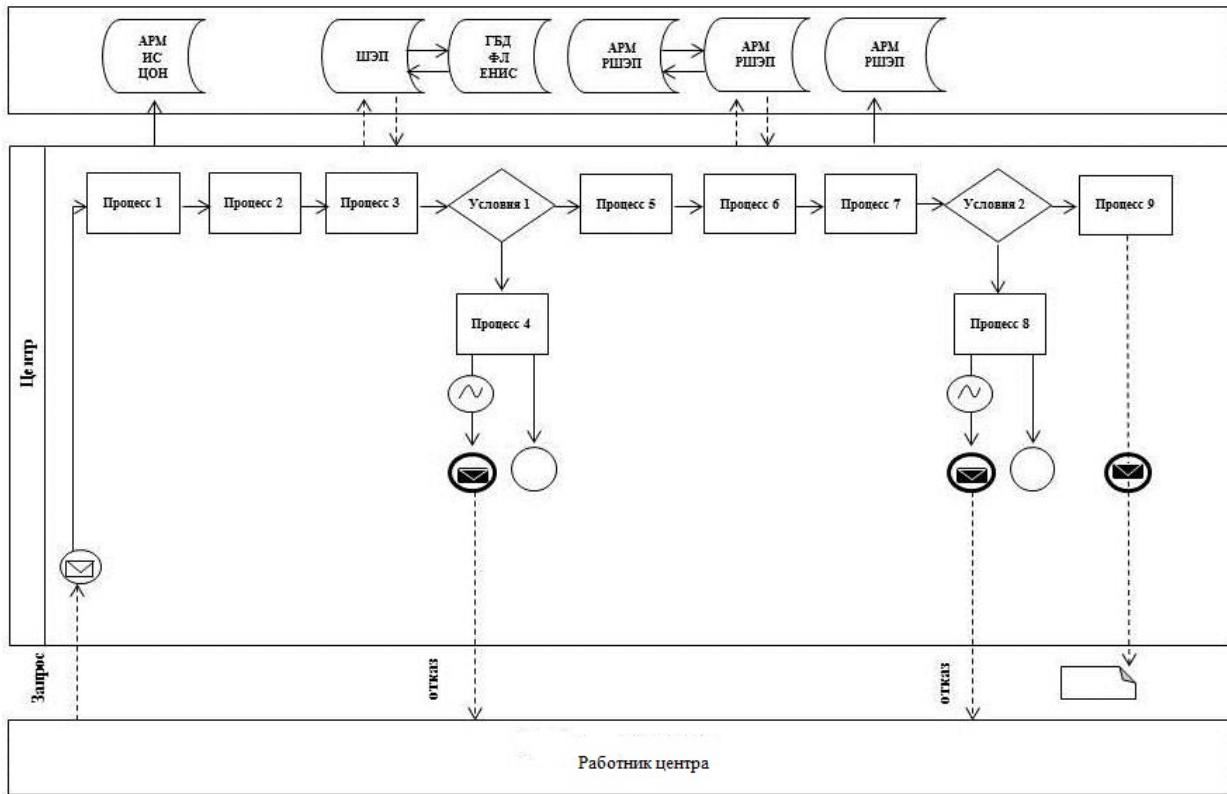 АРМ
ИС
ЦОН
ШЭП
ГБД
ФЛ
ЕНИС
АРМ
РШЭП
АРМ
РШЭП
АРМ
РШЭП
Центр
Процесс 1
Процесс 2
Процесс 3
Условия 1
Процесс 5
Процесс 6
Процесс 7
Условия 2
Процесс 9
Процесс 4
Процесс 8
Запрос
отказ
отказ
Работник центра